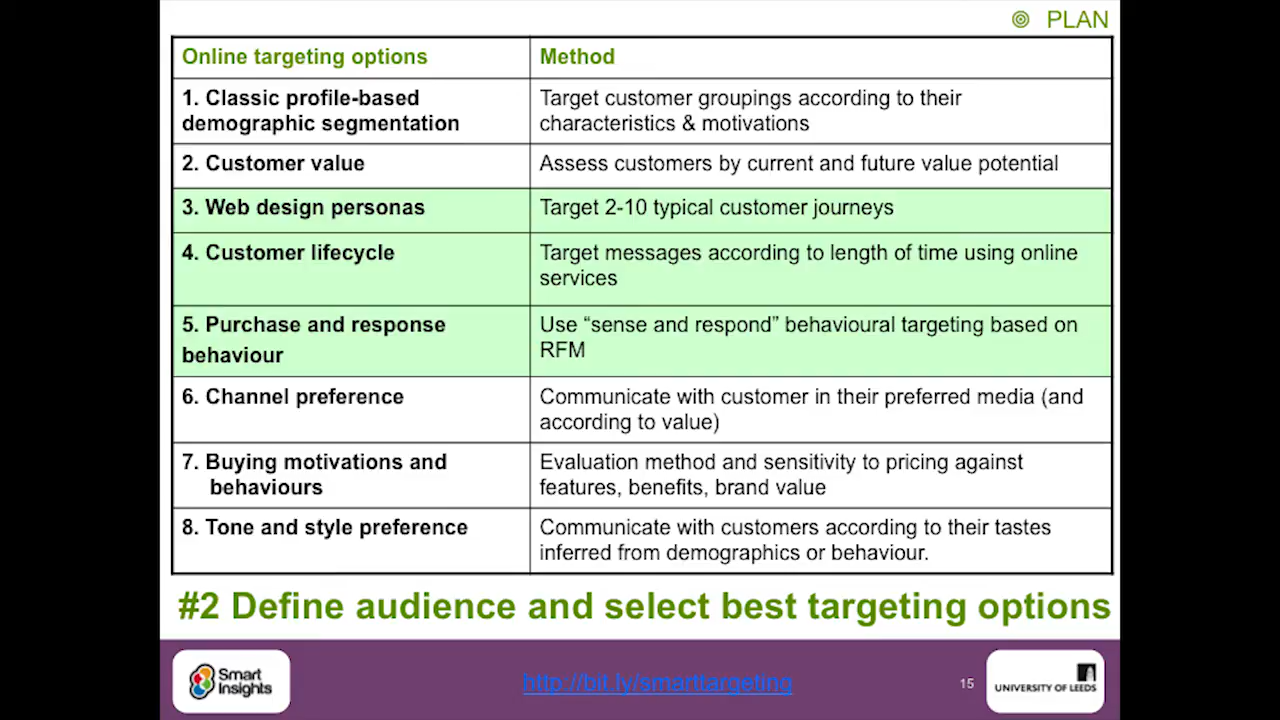 PLAN
Online targeting options
Method
1. Classic profile-based
demographic segmentation
Target customer groupings according to their
characteristics & motivations
2. Customer value
Assess customers by current and future value potential
3. Web design personas
Target 2-10 typical customer journeys
4. Customer lifecycle
Target messages according to length of time using online
services
5. Purchase and response
behaviour
Use “sense and respond” behavioural targeting based on
RFM
6. Channel preference
Communicate with customer in their preferred media (and
according to value)
7. Buying motivations and
behaviours
Evaluation method and sensitivity to pricing against
features, benefits, brand value
8. Tone and style preference
Communicate with customers according to their tastes
inferred from demographics or behaviour.
#2 Define audience and select best targeting options
Smart
Insights
http://bit.ly/smarttargeting
15
UNIVERSITY OF LEEDS